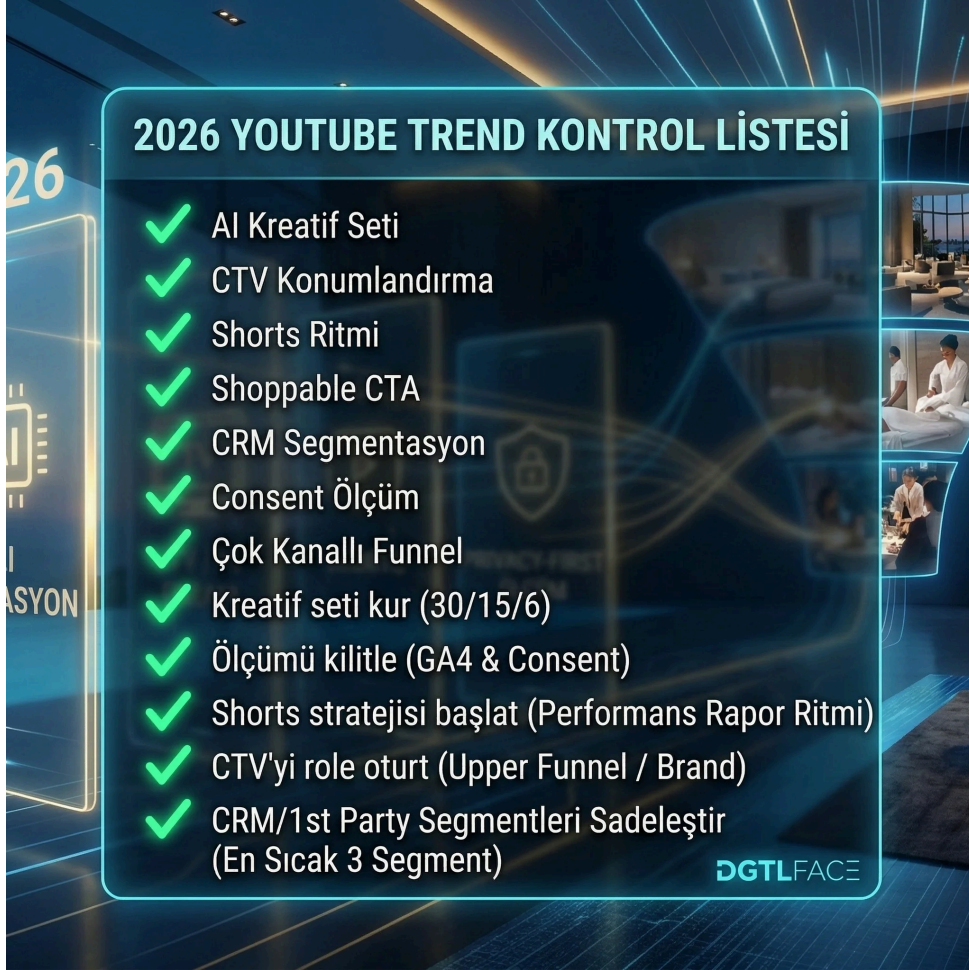 2026 YOUTUBE TREND KONTROL LİSTESİ
26
AI Kreatif Seti
CTV Konumlandırma
Shorts Ritmi
Shoppable CTA
CRM Segmentasyon
Consent Ölçüm
Çok Kanallı Funnel
Kreatif seti kur (30/15/6)
Ölçümü kilitle (GA4 & Consent)
Shorts stratejisi başlat (Performans Rapor Ritmi)
CTV'yi role oturt (Upper Funnel / Brand)
CRM/1st Party Segmentleri Sadeleştir
(En Sıcak 3 Segment)
DGTLFACE
ASYON
PRIVACY-FIRST